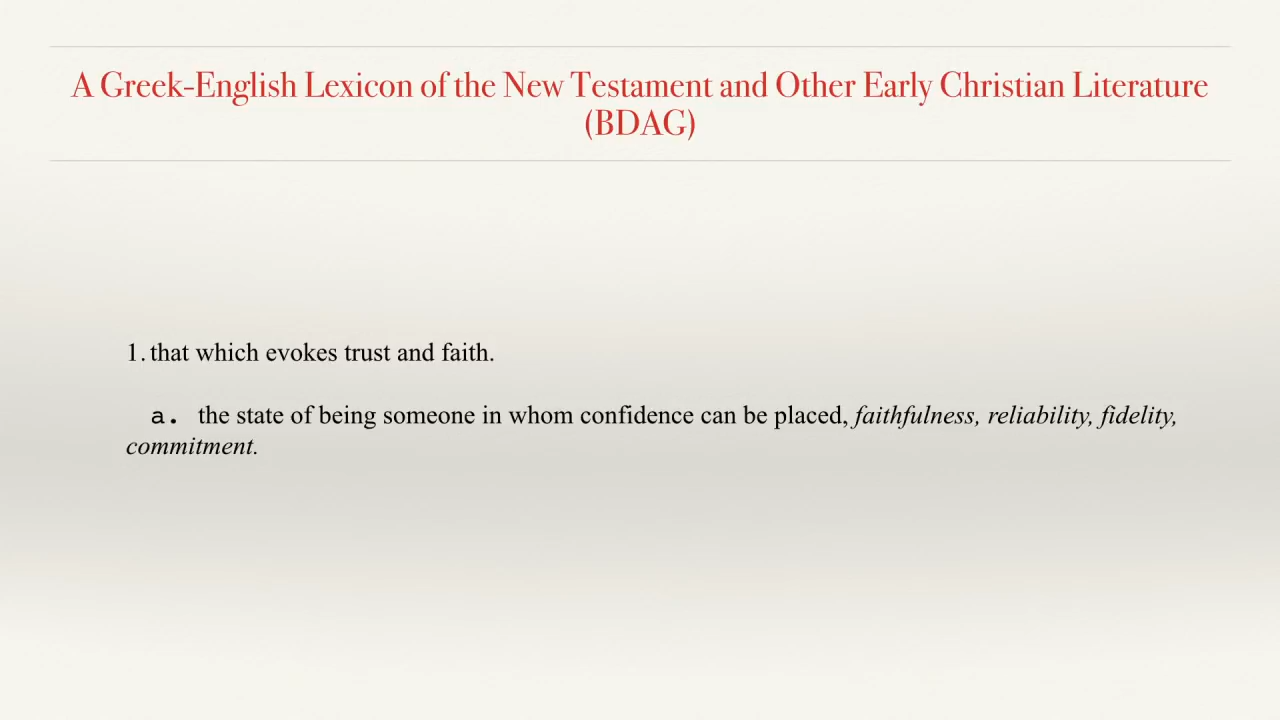 A Greek-English Lexicon of the New Testament and Other Early Christian Literature
(BDAG)
1. that which evokes trust and faith.
a. the state of being someone in whom confidence can be placed, faithfulness, reliability, fidelity,
commitment.